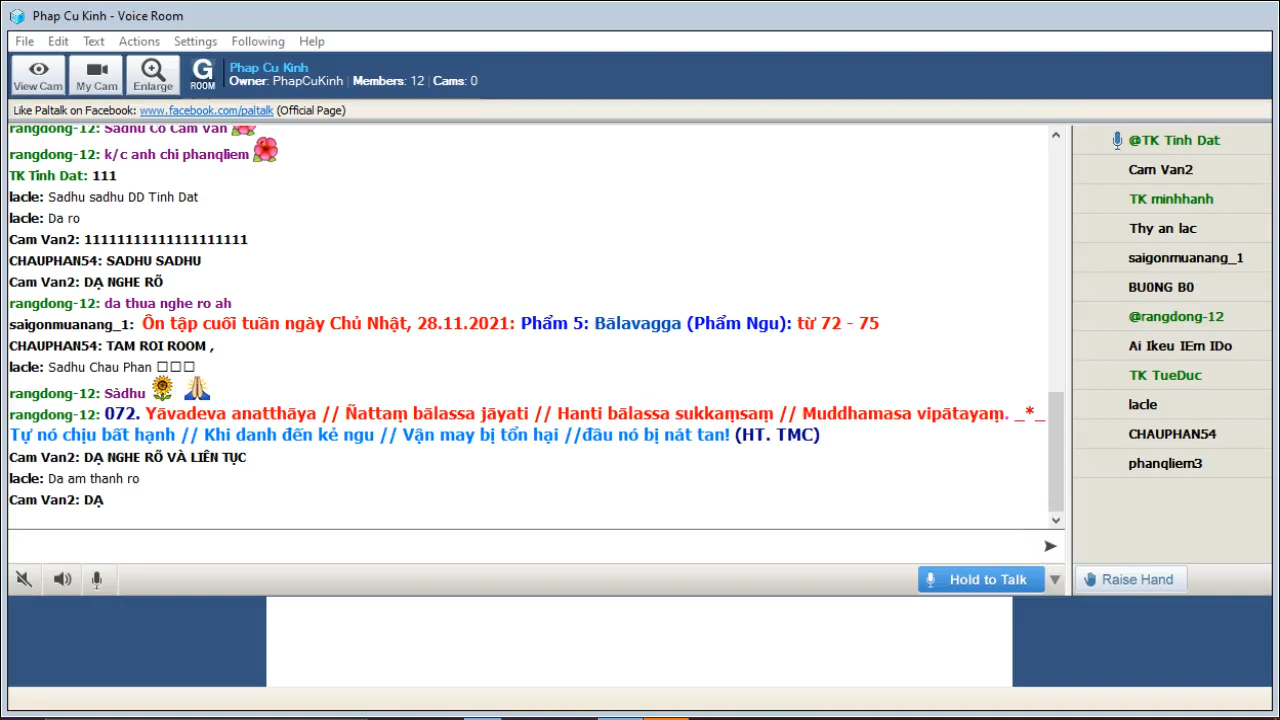 Phap Cu Kinh - Voice Room
File Edit Text Actions Settings Following Help
View Cam My Cam Enlarge G ROOM
Phap Cu Kinh
Owner: PhapCuKinh | Members: 12 | Cams: 0
Like Paltalk on Facebook: www.facebook.com/paltalk (Official Page)
rangdong-12: Sadhu Co Cam Van
rangdong-12: k/c anh chi phanqliem
TK Tinh Dat: 111
lacle: Sadhu sadhu DD Tinh Dat
lacle: Da ro
Cam Van2: 11111111111111111111
CHAUPHAN54: SADHU SADHU
Cam Van2: DẠ NGHE RÕ
rangdong-12: da thua nghe ro ah
saigonmuanang_1: Ôn tập cuối tuần ngày Chủ Nhật, 28.11.2021: Phẩm 5: Bālavagga (Phẩm Ngu): từ 72 - 75
CHAUPHAN54: TAM ROI ROOM ,
lacle: Sadhu Chau Phan □□□
rangdong-12: Sàdhu
rangdong-12: 072. Yāvadeva anatthāya // Ñattaṃ bālassa jāyati // Hanti bālassa sukkaṃsaṃ // Muddhamasa vipātayaṃ. _*_
Tự nó chịu bất hạnh // Khi danh đến kẻ ngu // Vận may bị tổn hại //đầu nó bị nát tan! (HT. TMC)
Cam Van2: DẠ NGHE RÕ VÀ LIÊN TỤC
lacle: Da am thanh ro
Cam Van2: DẠ
Hold to Talk
@TK Tinh Dat
Cam Van2
TK minhhanh
Thy an lac
saigonmuanang_1
BU0NG B0
@rangdong-12
Ai Ikeu IEm IDo
TK TueDuc
lacle
CHAUPHAN54
phanqliem3
Raise Hand